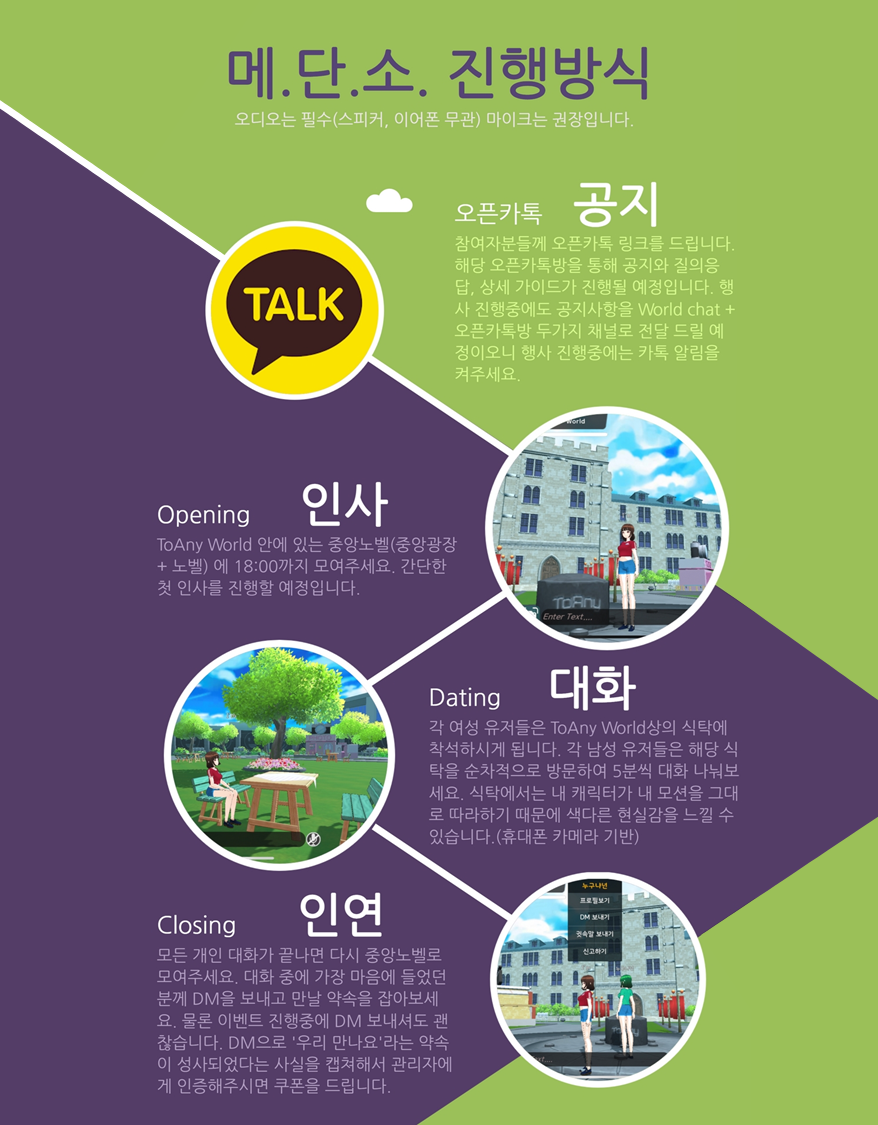 메.단.소. 진행방식
오디오는 필수(스피커, 이어폰 무관) 마이크는 권장입니다.
오픈카톡 공지
참여자분들께 오픈카톡 링크를 드립니다.
해당 오픈카톡방을 통해 공지와 질의응
답, 상세 가이드가 진행될 예정입니다. 행
사 진행중에도 공지사항을 World chat +
오픈카톡방 두가지 채널로 전달 드릴 예
정이오니 행사 진행중에는 카톡 알림을
켜주세요.
TALK
World
ToAny
Enter Text....
Opening 인사
ToAny World 안에 있는 중앙노벨(중앙광장
+ 노벨) 에 18:00까지 모여주세요. 간단한
첫 인사를 진행할 예정입니다.
Dating 대화
각 여성 유저들은 ToAny World상의 식탁에
착석하시게 됩니다. 각 남성 유저들은 해당 식
탁을 순차적으로 방문하여 5분씩 대화 나눠보
세요. 식탁에서는 내 캐릭터가 내 모션을 그대
로 따라하기 때문에 색다른 현실감을 느낄 수
있습니다.(휴대폰 카메라 기반)
Closing 인연
모든 개인 대화가 끝나면 다시 중앙노벨로
모여주세요. 대화 중에 가장 마음에 들었던
분께 DM을 보내고 만날 약속을 잡아보세
요. 물론 이벤트 진행중에 DM 보내셔도 괜
찮습니다. DM으로 '우리 만나요'라는 약속
이 성사되었다는 사실을 캡쳐해서 관리자에
게 인증해주시면 쿠폰을 드립니다.
누구냐넌
프로필보기
DM 보내기
귓속말 보내기
신고하기
ext....